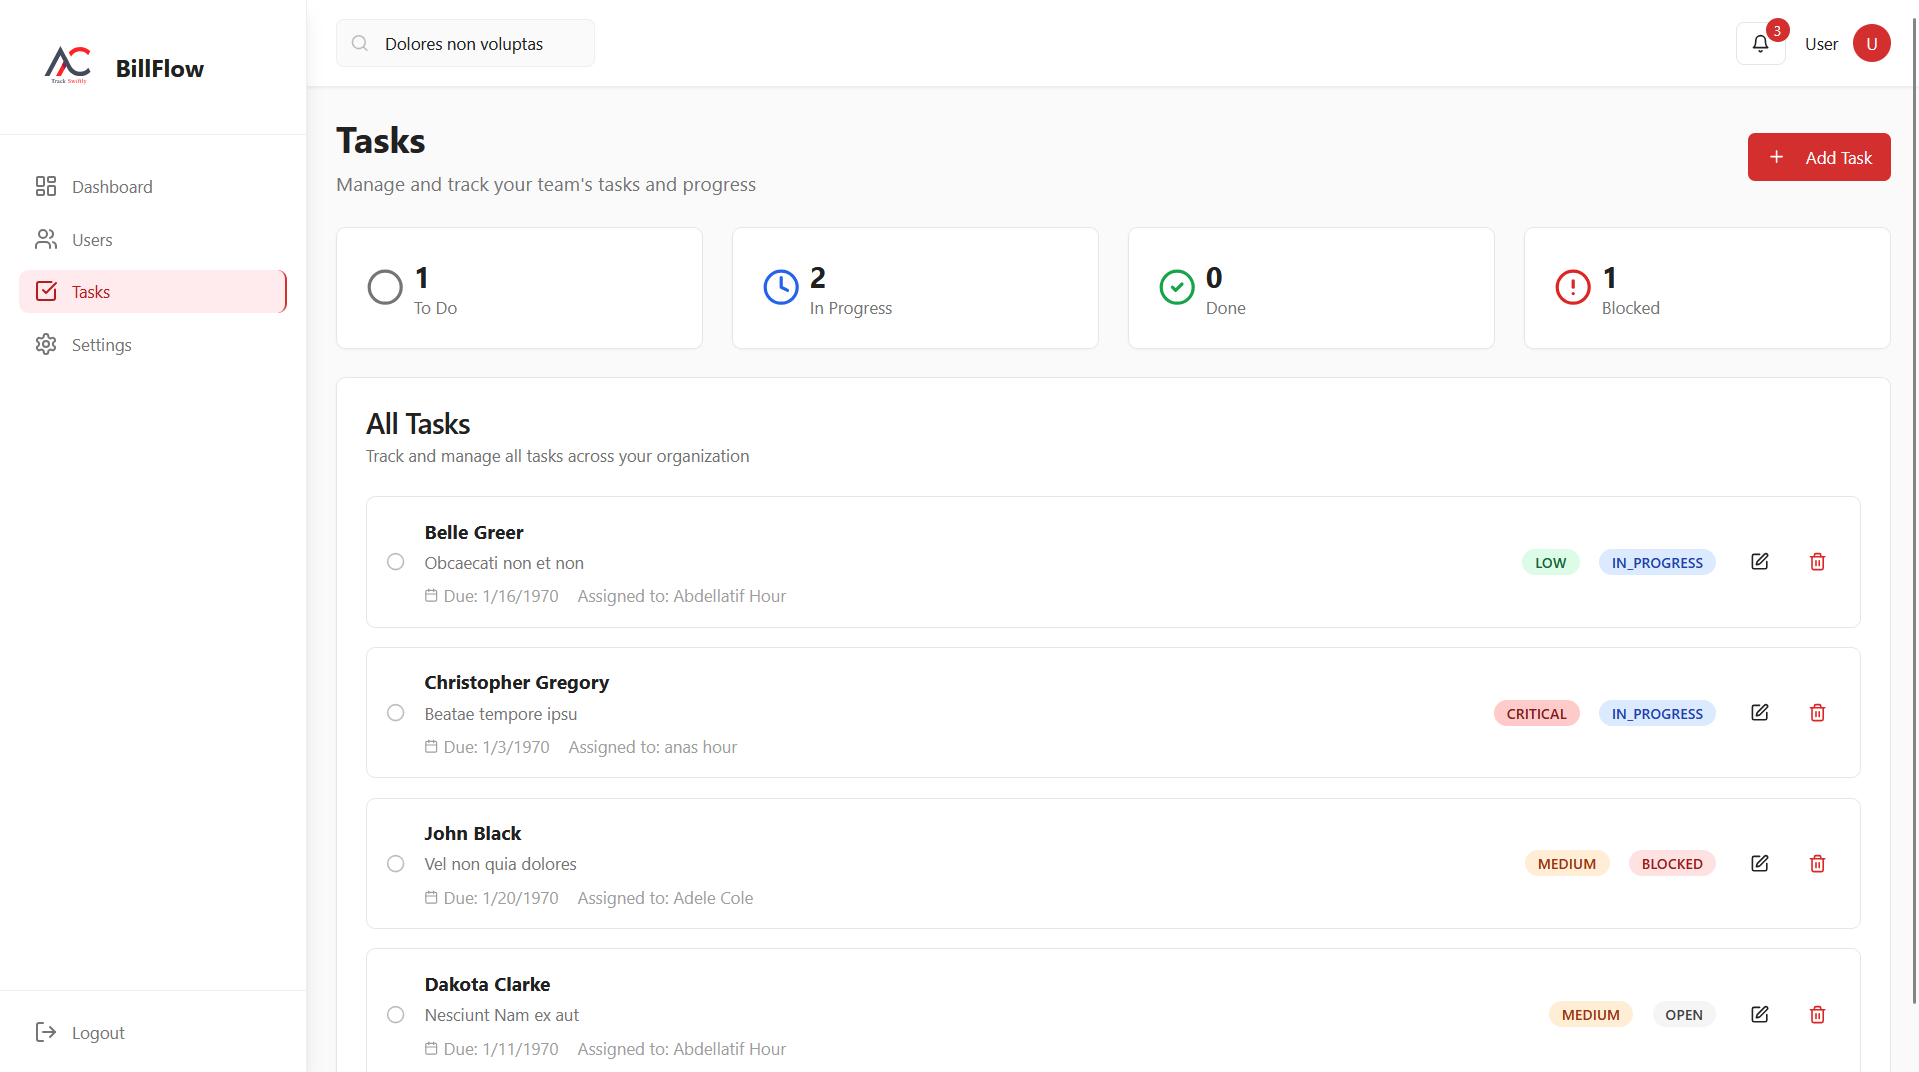 AC
Track Swiftly
BillFlow
Dashboard
Users
Tasks
Settings
Logout
Dolores non voluptas
3
User
U
Tasks
Manage and track your team's tasks and progress
+ Add Task
1
To Do
2
In Progress
0
Done
1
Blocked
All Tasks
Track and manage all tasks across your organization
Belle Greer
Obcaecati non et non
Due: 1/16/1970 Assigned to: Abdellatif Hour
LOW IN_PROGRESS
Christopher Gregory
Beatae tempore ipsu
Due: 1/3/1970 Assigned to: anas hour
CRITICAL IN_PROGRESS
John Black
Vel non quia dolores
Due: 1/20/1970 Assigned to: Adele Cole
MEDIUM BLOCKED
Dakota Clarke
Nesciunt Nam ex aut
Due: 1/11/1970 Assigned to: Abdellatif Hour
MEDIUM OPEN